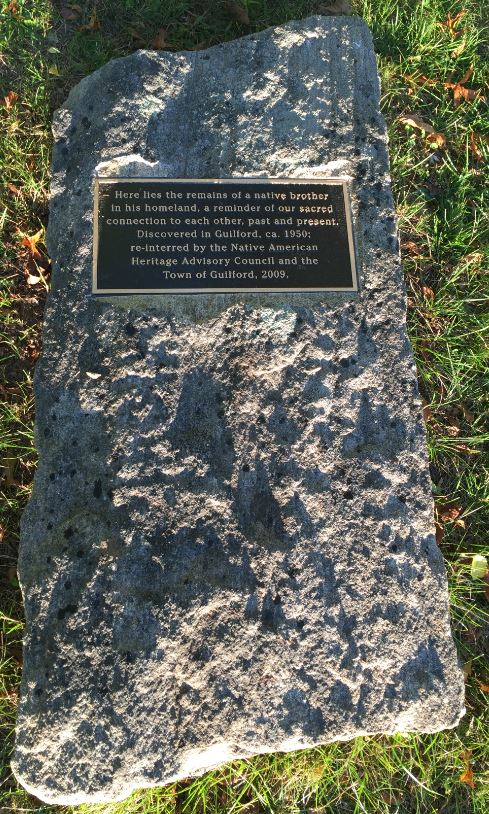 Here lies the remains of a native brother
in his homeland, a reminder of our sacred
connection to each other, past and present.
Discovered in Guilford, ca. 1950;
re-interred by the Native American
Heritage Advisory Council and the
Town of Guilford, 2009.